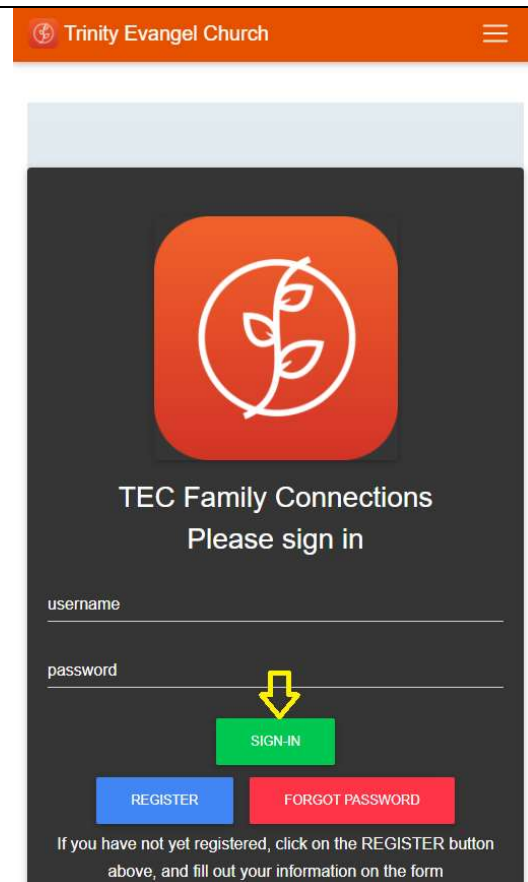 Trinity Evangel Church
TEC Family Connections
Please sign in
username
password
SIGN-IN
REGISTER
FORGOT PASSWORD
If you have not yet registered, click on the REGISTER button
above, and fill out your information on the form